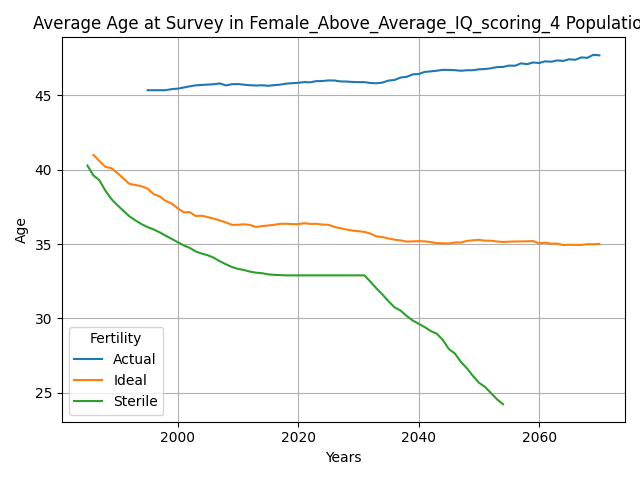 Average Age at Survey in Female_Above_Average_IQ_scoring_4 Populatio
Age
45
40
35
30
25
Fertility
Actual
Ideal
Sterile
2000 2020 2040 2060
Years